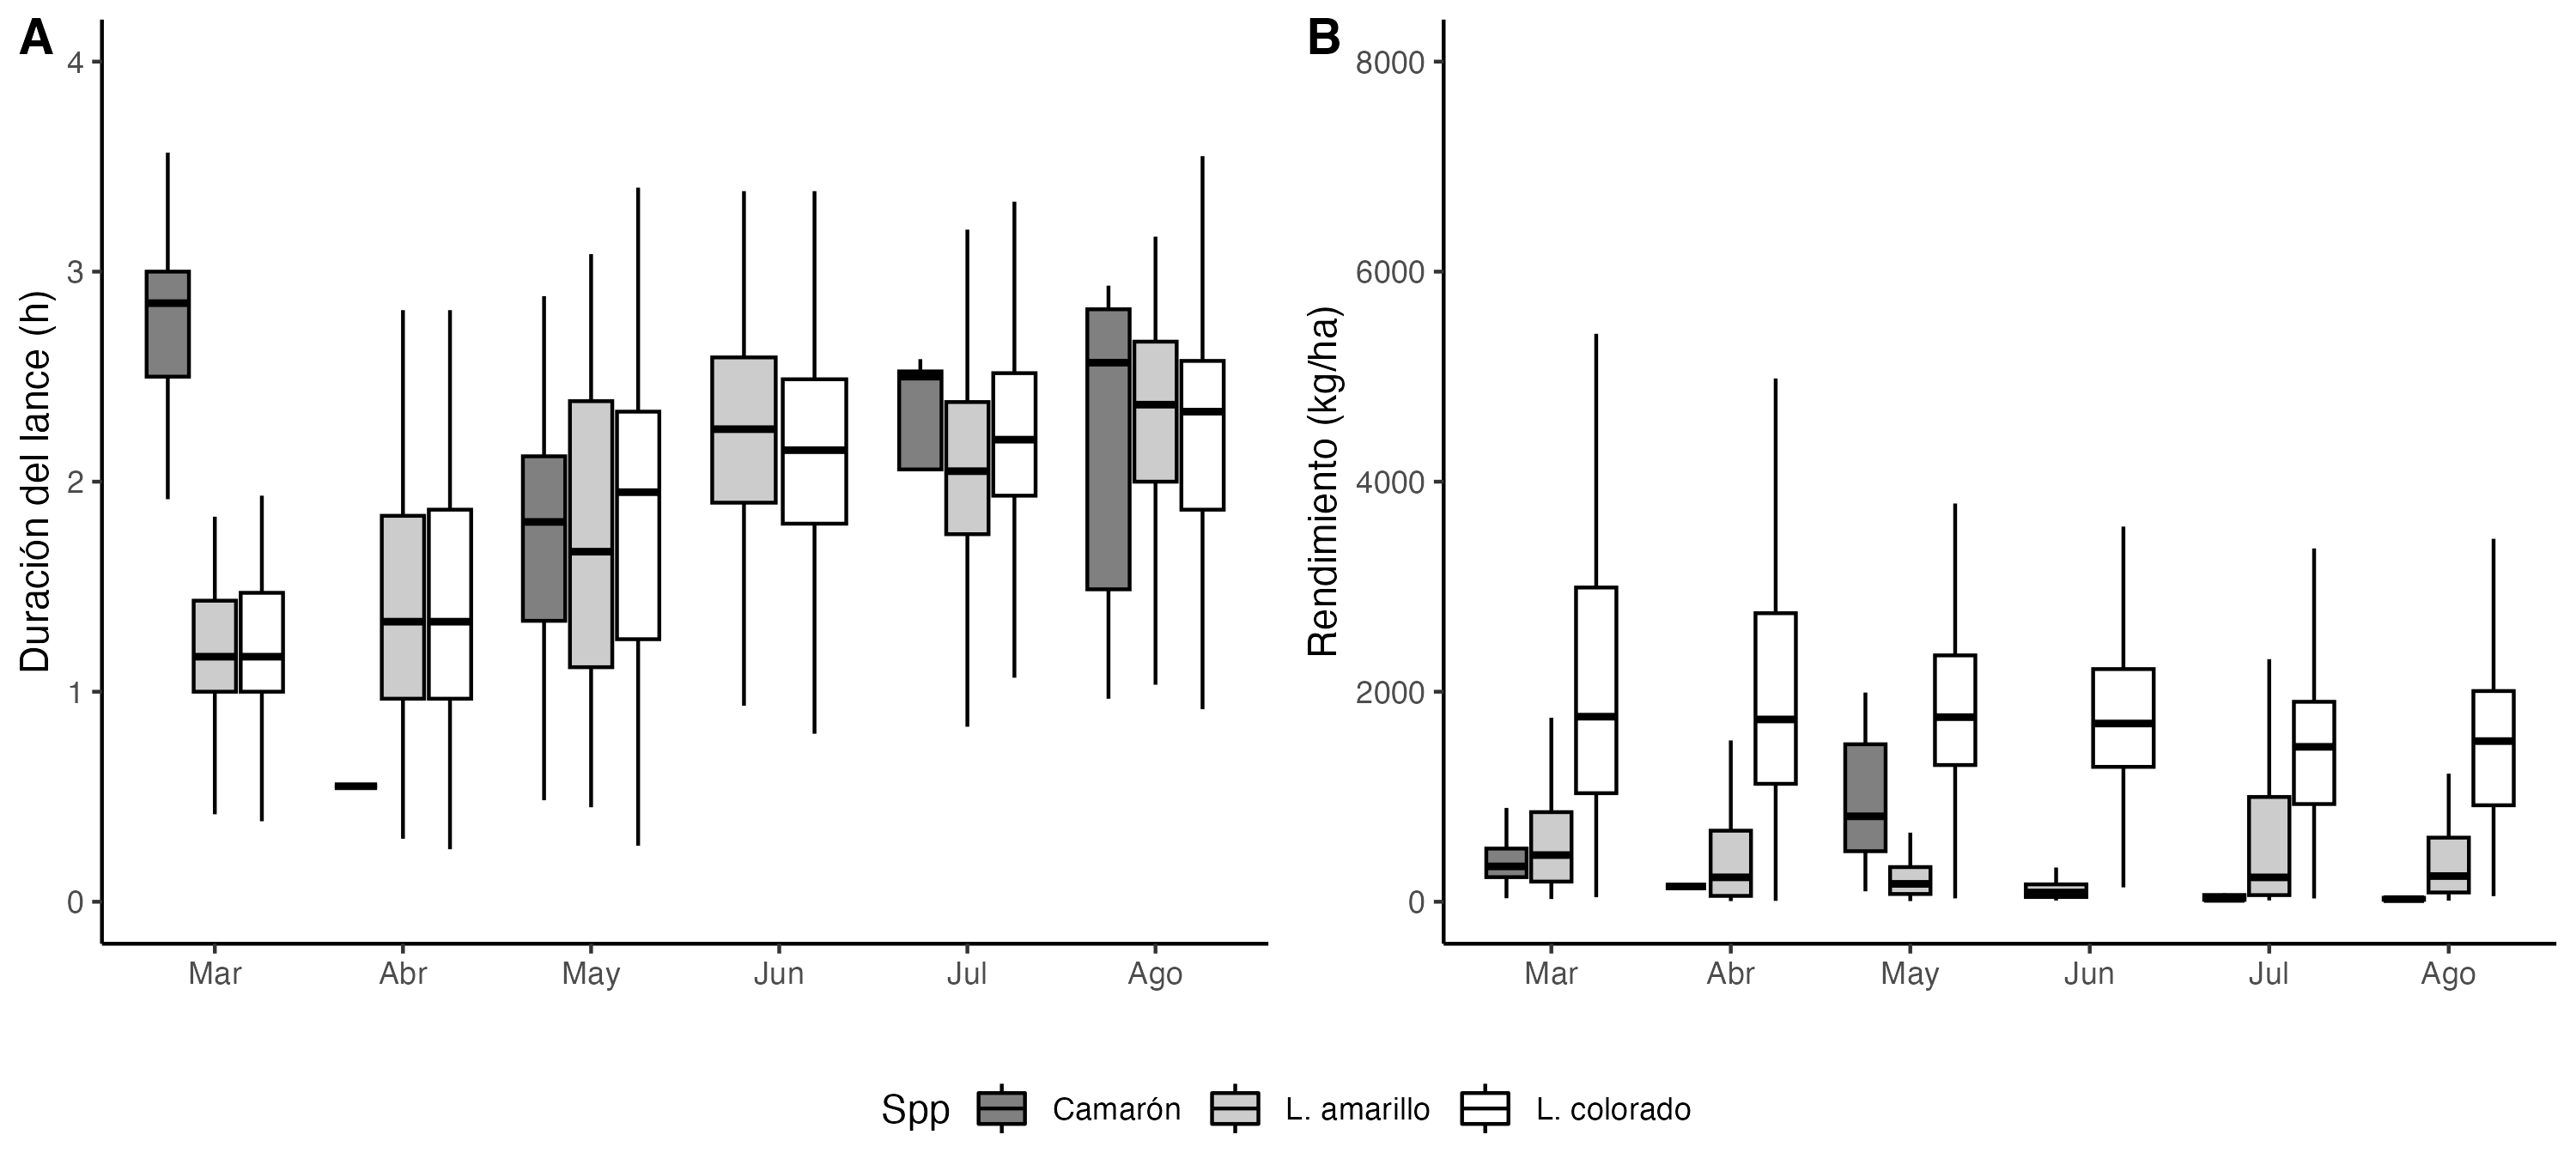 A
Duración del lance (h)
4
3
2
1
0
Mar Abr May Jun Jul Ago
B
Rendimiento (kg/ha)
8000
6000
4000
2000
0
Mar Abr May Jun Jul Ago
Spp Camarón L. amarillo L. colorado